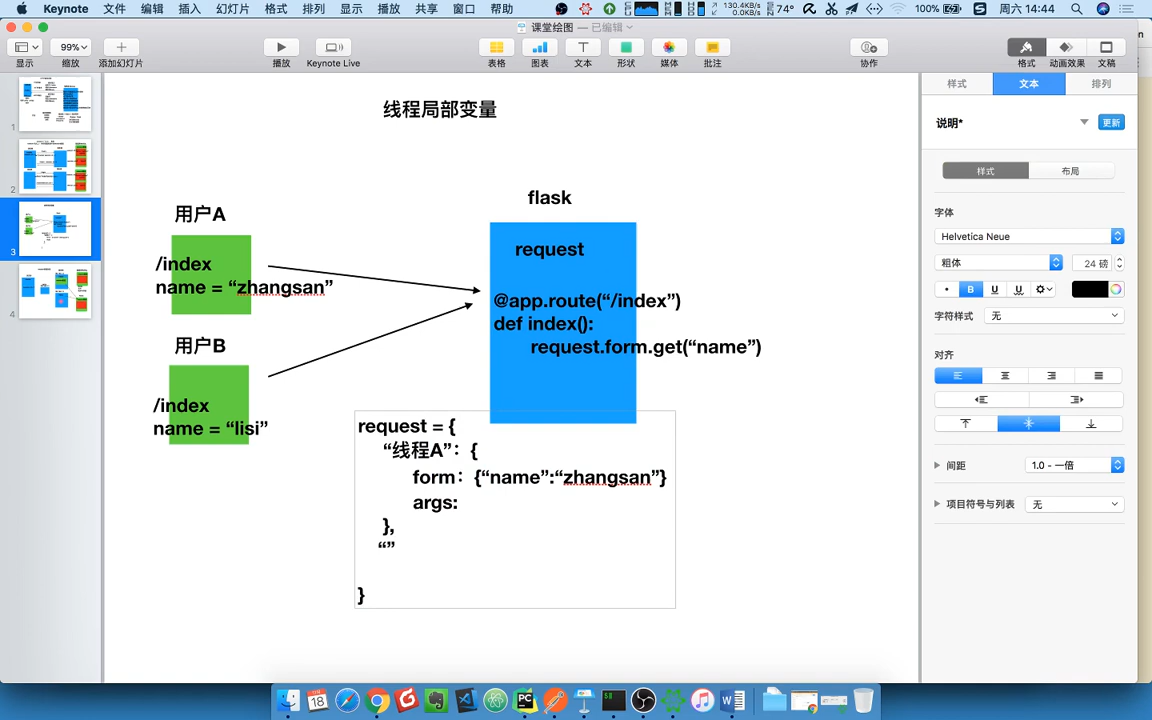 Keynote 文件 编辑 插入 幻灯片 格式 排列 显示 播放 共享 窗口 帮助 130.4KB/s 0.0KB/s 74° 100% 周六 14:44
课堂绘图 — 已编辑
99%
显示 缩放 添加幻灯片 播放 Keynote Live 表格 图表 文本 形状 媒体 批注 协作 格式 动画效果 文稿
1
2
3
4
线程局部变量
flask
用户A
/index
name = “zhangsan”
request
@app.route(“/index”)
def index():
request.form.get(“name”)
用户B
/index
name = “lisi”
request = {
“线程A”：{
form：{“name”:“zhangsan”}
args:
},
“”
}
样式 文本 排列
说明* 更新
样式 布局
字体
Helvetica Neue
粗体 24 磅
B U U
字符样式 无
对齐
间距 1.0 - 一倍
项目符号与列表 无